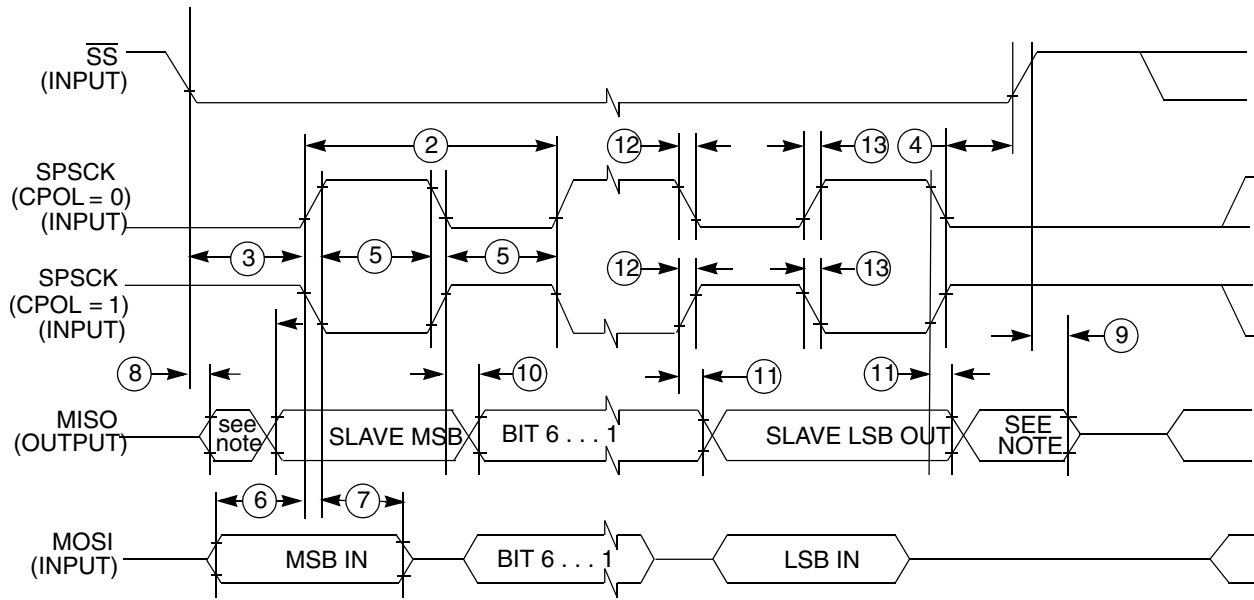 SS
(INPUT)
2
12
13
4
SPSCK
(CPOL = 0)
(INPUT)
3
5
5
12
13
SPSCK
(CPOL = 1)
(INPUT)
8
10
11
11
9
MISO
(OUTPUT)
see
note
SLAVE MSB
BIT 6 . . . 1
SLAVE LSB OUT
SEE
NOTE
6
7
MOSI
(INPUT)
MSB IN
BIT 6 . . . 1
LSB IN